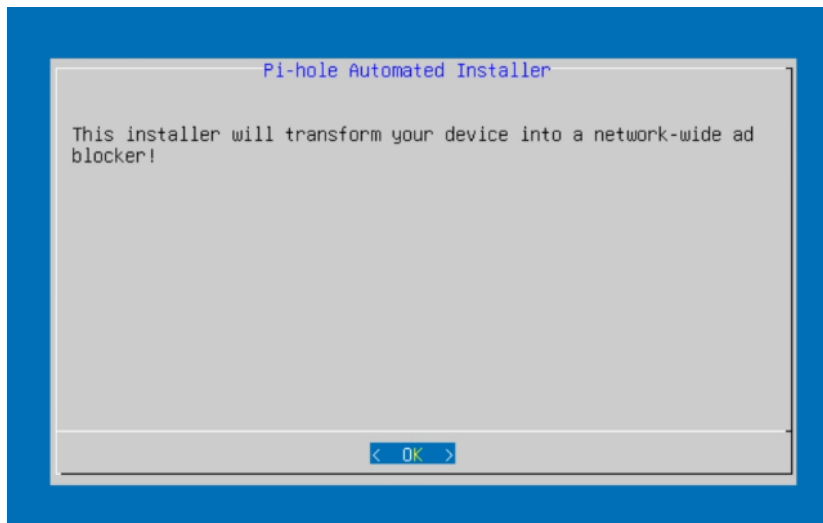 Pi-hole Automated Installer
This installer will transform your device into a network-wide ad
blocker!
< OK >